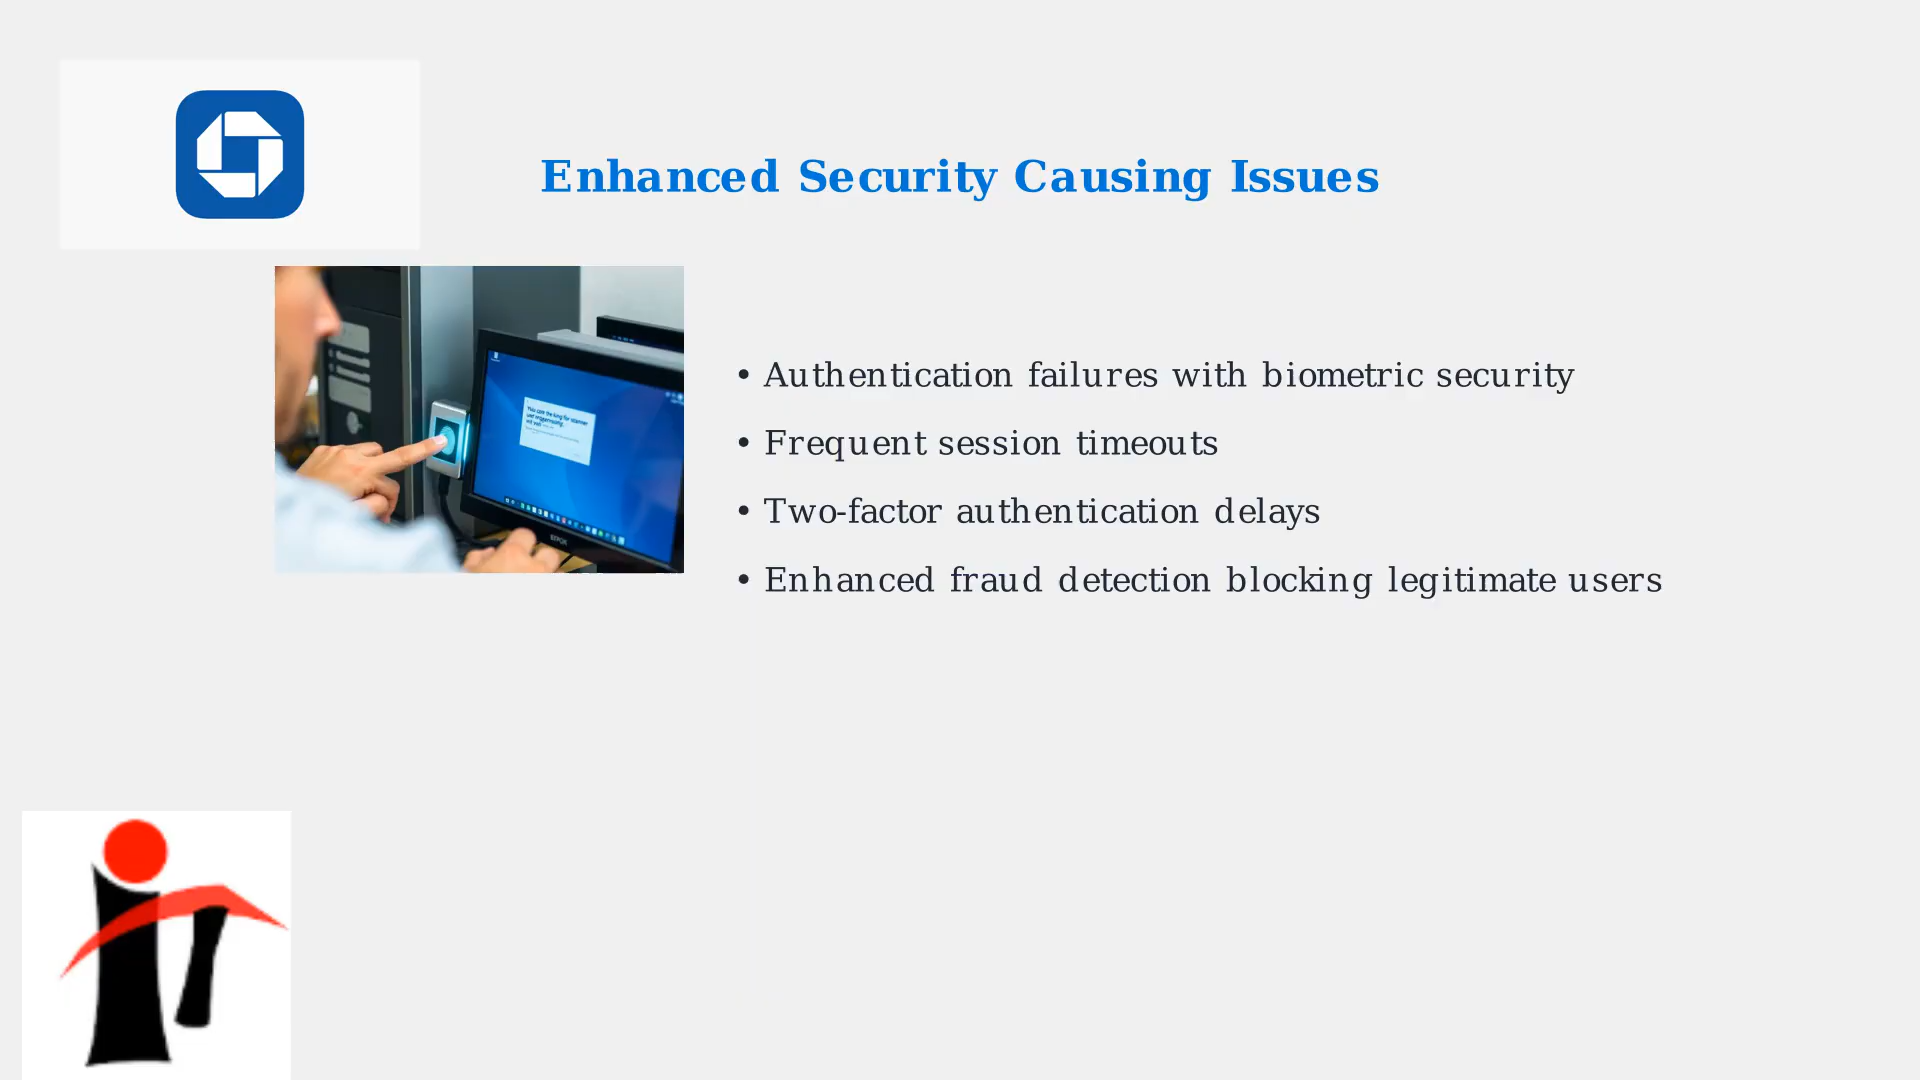 Enhanced Security Causing Issues
• Authentication failures with biometric security
• Frequent session timeouts
• Two-factor authentication delays
• Enhanced fraud detection blocking legitimate users